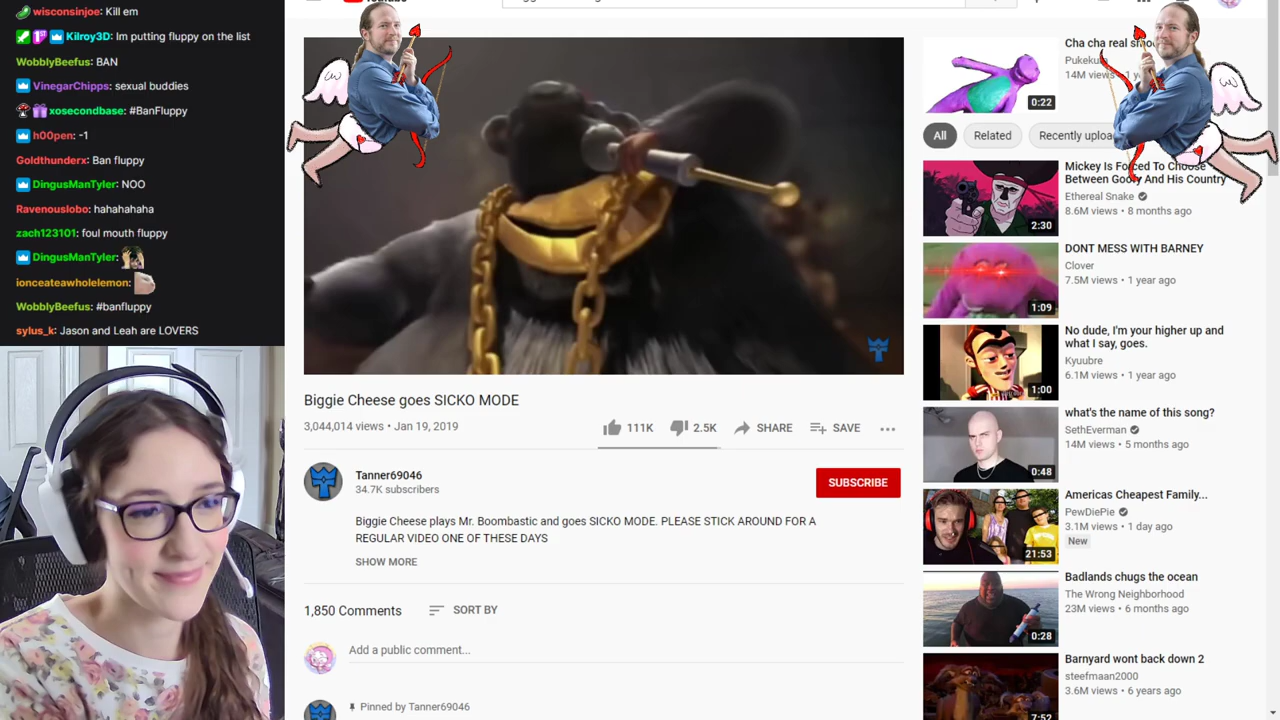 wisconsinjoe: Kill em
Kilroy3D: Im putting fluppy on the list
WobblyBeefus: BAN
VinegarChipps: sexual buddies
xosecondbase: #BanFluppy
h00pen: -1
Goldthunderx: Ban fluppy
DingusManTyler: NOO
Ravenouslobo: hahahahaha
zach123101: foul mouth fluppy
DingusManTyler:
ionceateawholelemon:
WobblyBeefus: #banfluppy
sylus_k: Jason and Leah are LOVERS
Biggie Cheese goes SICKO MODE
3,044,014 views • Jan 19, 2019
111K 2.5K SHARE SAVE
Tanner69046
34.7K subscribers
SUBSCRIBE
Biggie Cheese plays Mr. Boombastic and goes SICKO MODE. PLEASE STICK AROUND FOR A
REGULAR VIDEO ONE OF THESE DAYS
SHOW MORE
1,850 Comments SORT BY
Add a public comment...
Pinned by Tanner69046
Cha cha real
14M views
0:22
All Related Recently
Mickey Is Forced To Choose
Between Goofy And His Country
Ethereal Snake
8.6M views • 8 months ago
2:30
DONT MESS WITH BARNEY
Clover
7.5M views • 1 year ago
1:09
No dude, I'm your higher up and
what I say, goes.
Kyuubre
6.1M views • 1 year ago
1:00
what's the name of this song?
SethEverman
14M views • 5 months ago
0:48
Americas Cheapest Family...
PewDiePie
3.1M views • 1 day ago
New
21:53
Badlands chugs the ocean
The Wrong Neighborhood
23M views • 6 months ago
0:28
Barnyard wont back down 2
steefmaan2000
3.6M views • 6 years ago
7:52